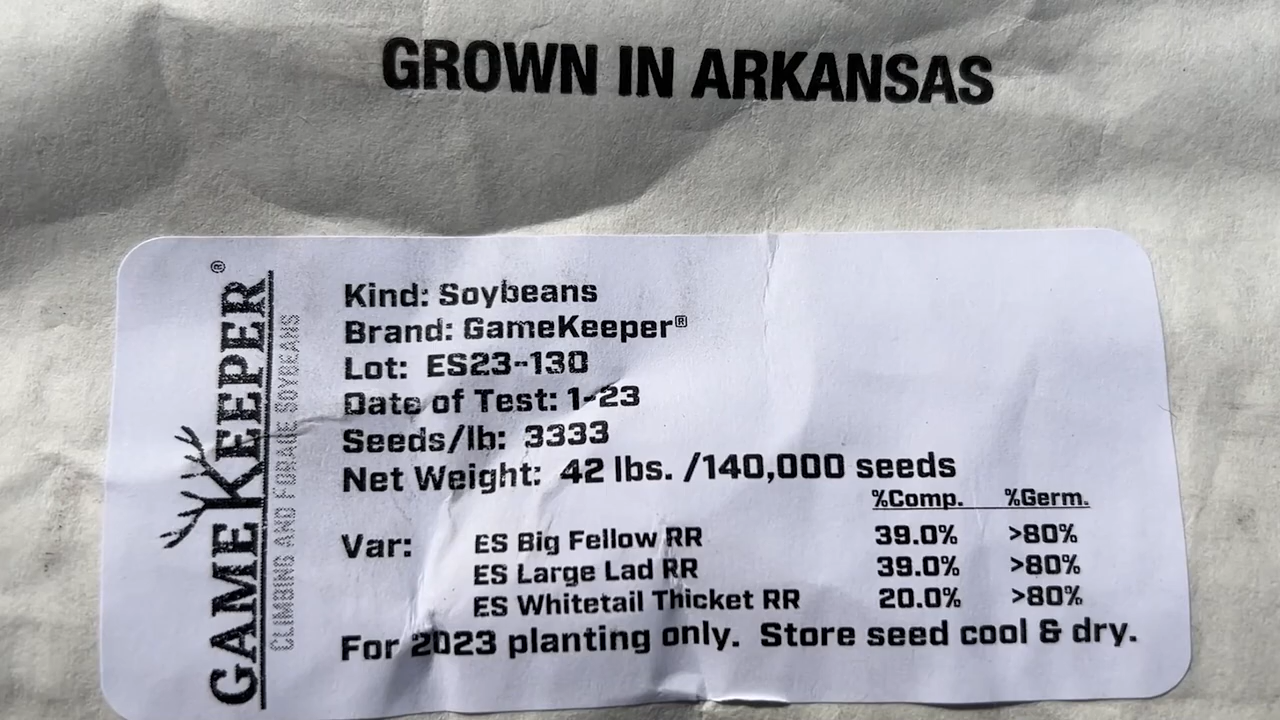 GROWN IN ARKANSAS
GAMEKEEPER®
CLIMBING AND FORAGE SOYBEANS
Kind: Soybeans
Brand: GameKeeper®
Lot: ES23-130
Date of Test: 1-23
Seeds/lb: 3333
Net Weight: 42 lbs. /140,000 seeds
%Comp. %Germ.
Var: ES Big Fellow RR 39.0% >80%
ES Large Lad RR 39.0% >80%
ES Whitetail Thicket RR 20.0% >80%
For 2023 planting only. Store seed cool & dry.